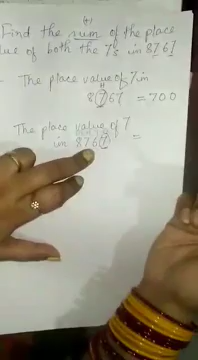 Find the sum of the place
value of both the 7s in 8767
The place value of 7 in
8767 = 700
The place value of 7
in 8767 =